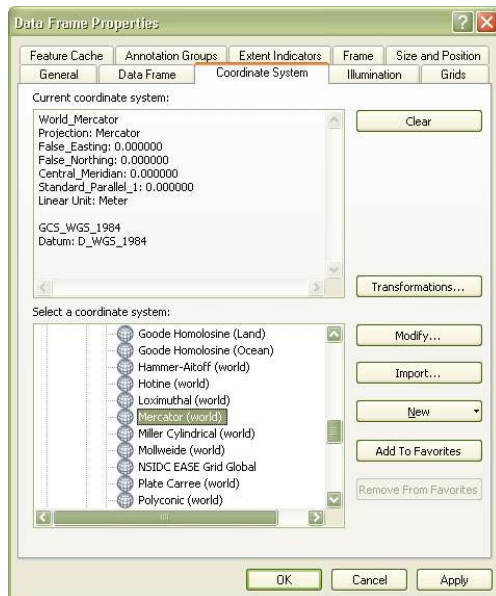 Data Frame Properties
Feature Cache Annotation Groups Extent Indicators Frame Size and Position
General Data Frame Coordinate System Illumination Grids
Current coordinate system:
World_Mercator
Projection: Mercator
False_Easting: 0.000000
False_Northing: 0.000000
Central_Meridian: 0.000000
Standard_Parallel_1: 0.000000
Linear Unit: Meter
GCS_WGS_1984
Datum: D_WGS_1984
Clear
Transformations...
Select a coordinate system:
Goode Homolosine (Land)
Goode Homolosine (Ocean)
Hammer-Aitoff (world)
Hotine (world)
Loximuthal (world)
Mercator (world)
Miller Cylindrical (world)
Mollweide (world)
NSIDC EASE Grid Global
Plate Carree (world)
Polyconic (world)
Modify...
Import...
New
Add To Favorites
Remove From Favorites
OK Cancel Apply